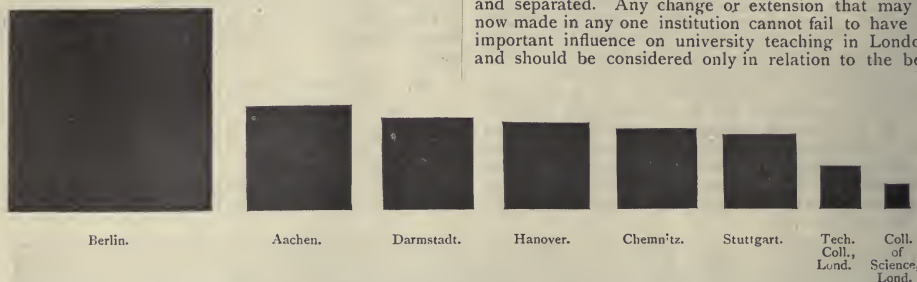 and separated. Any change or extension that may
now made in any one institution cannot fail to have
important influence on university teaching in Londo
and should be considered only in relation to the be
Berlin.
Aachen.
Darmstadt.
Hanover.
Chemnitz.
Stuttgart.
Tech.
Coll.,
Lond.
Coll.
of
Science,
Lond.